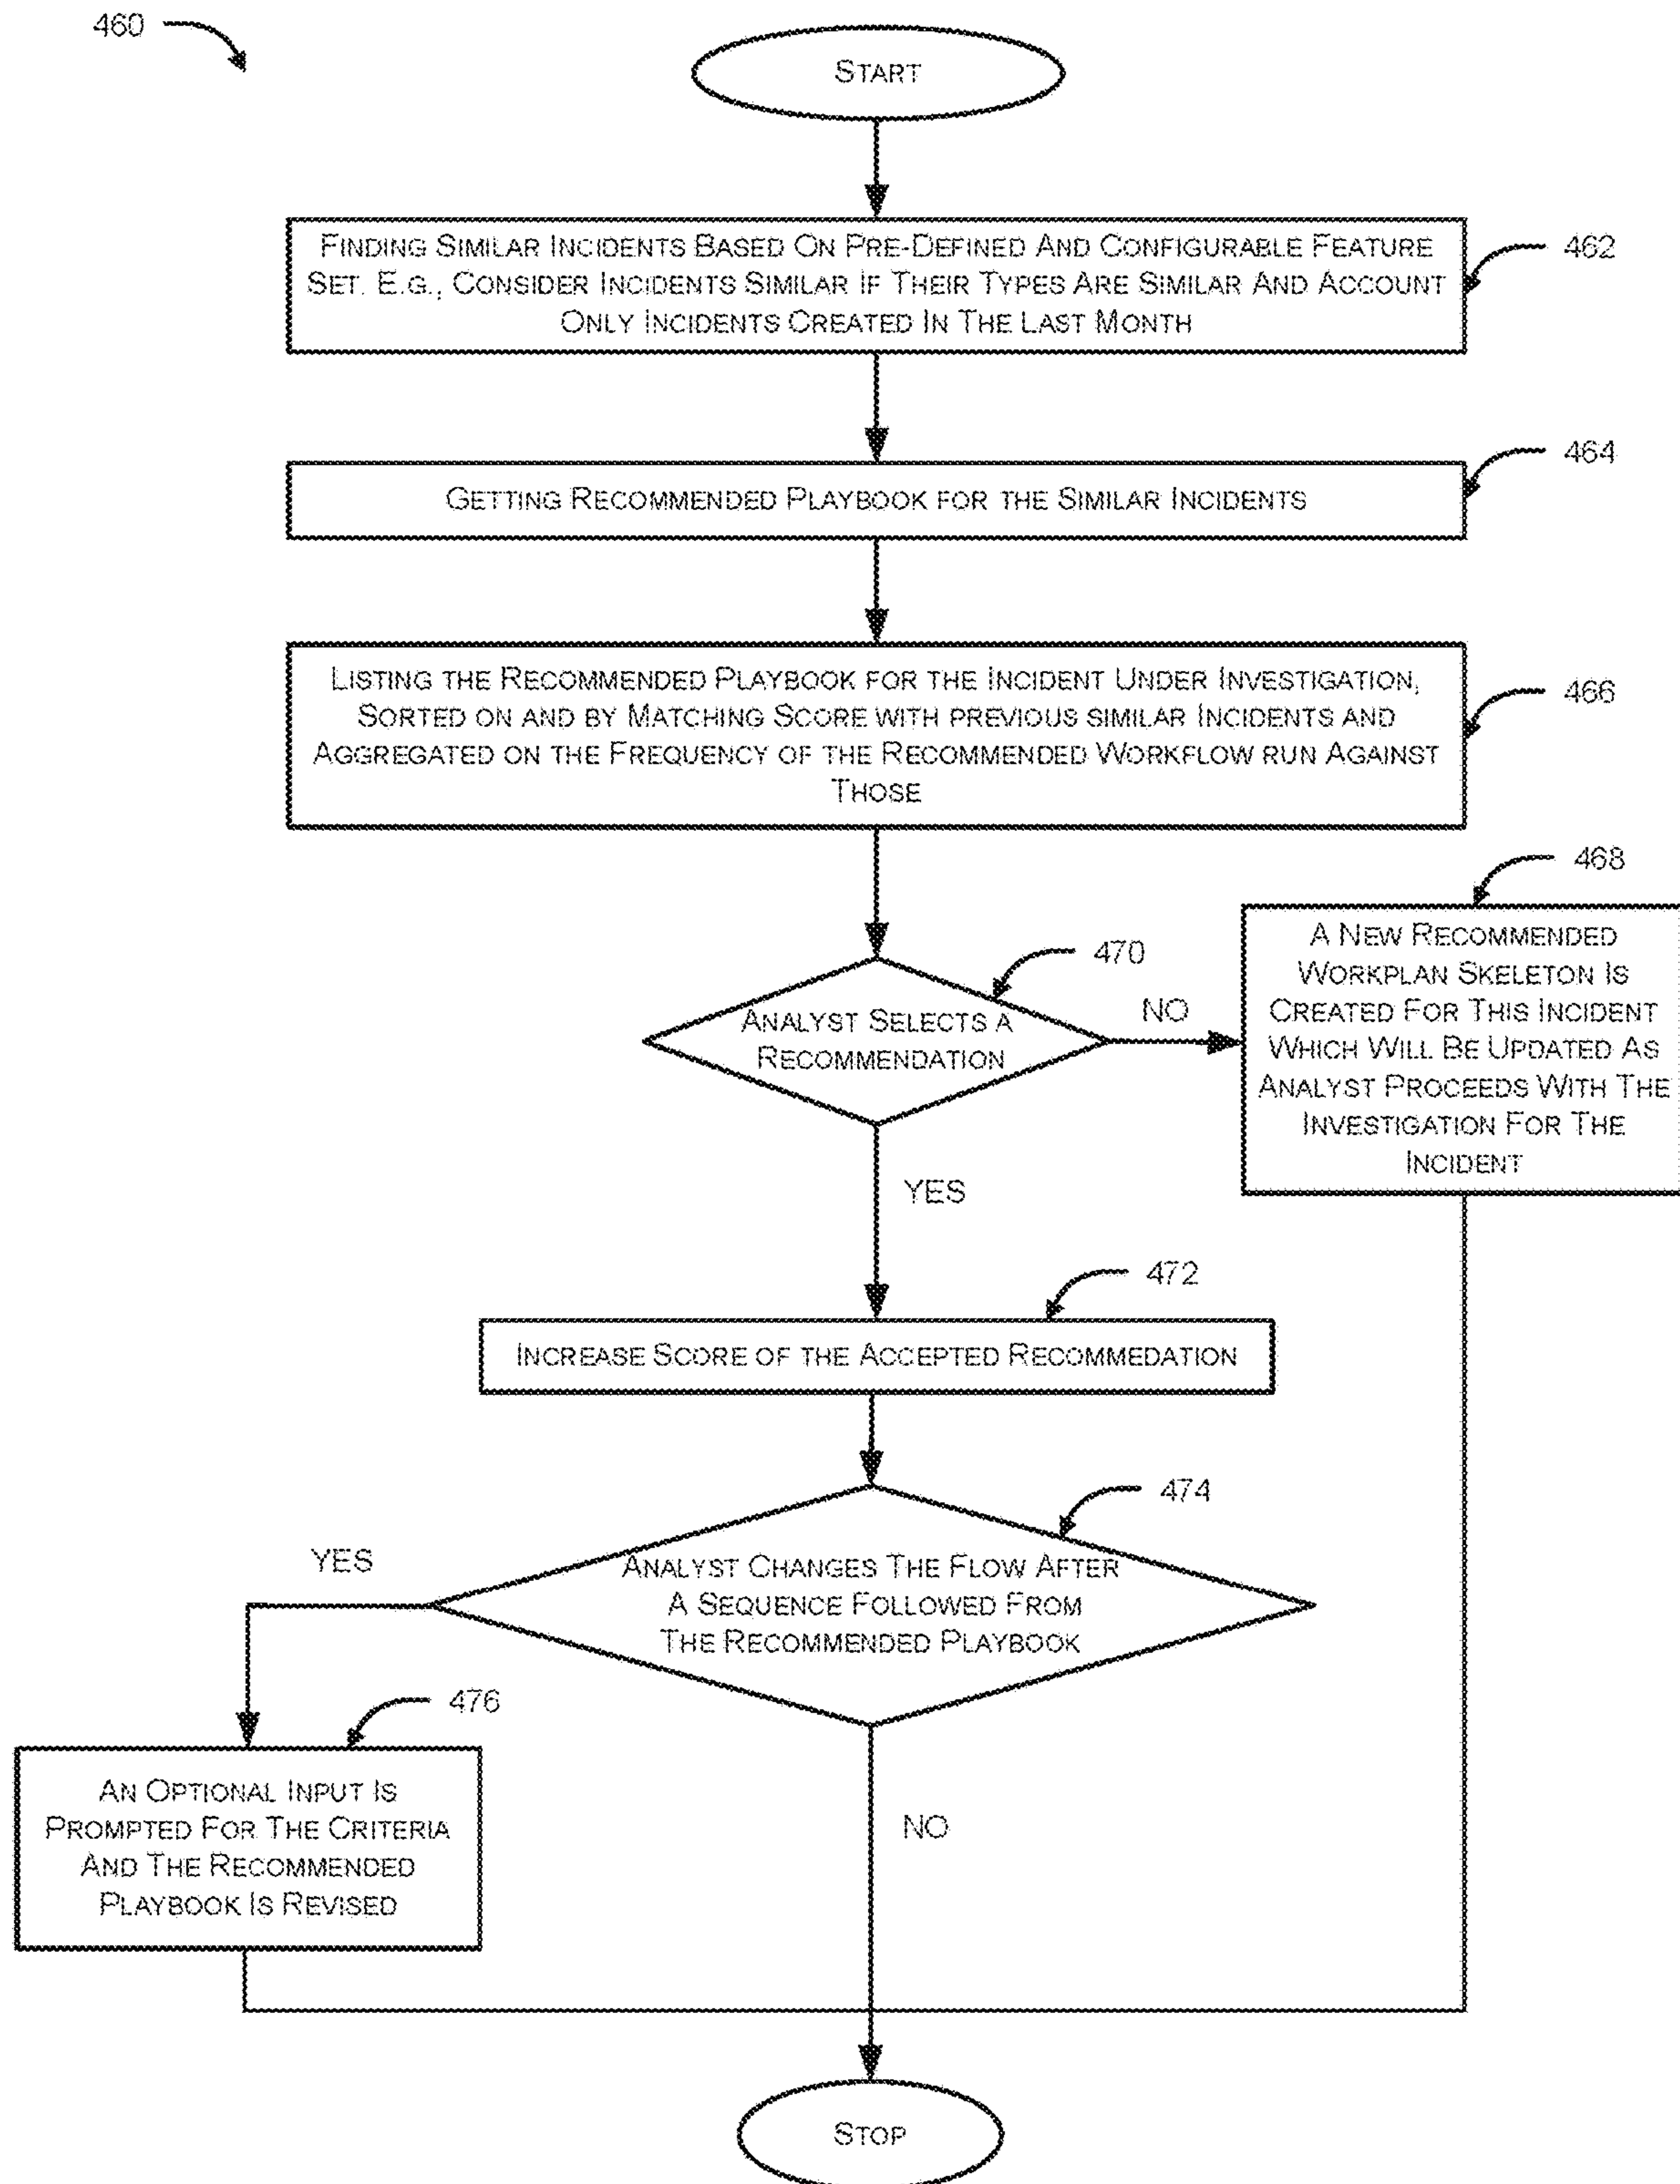 460
START
FINDING SIMILAR INCIDENTS BASED ON PRE-DEFINED AND CONFIGURABLE FEATURE
SET. E.G., CONSIDER INCIDENTS SIMILAR IF THEIR TYPES ARE SIMILAR AND ACCOUNT
ONLY INCIDENTS CREATED IN THE LAST MONTH
462
GETTING RECOMMENDED PLAYBOOK FOR THE SIMILAR INCIDENTS
464
LISTING THE RECOMMENDED PLAYBOOK FOR THE INCIDENT UNDER INVESTIGATION,
SORTED ON AND BY MATCHING SCORE WITH PREVIOUS SIMILAR INCIDENTS AND
AGGREGATED ON THE FREQUENCY OF THE RECOMMENDED WORKFLOW RUN AGAINST
THOSE
466
468
A NEW RECOMMENDED
WORKPLAN SKELETON IS
CREATED FOR THIS INCIDENT
WHICH WILL BE UPDATED AS
ANALYST PROCEEDS WITH THE
INVESTIGATION FOR THE
INCIDENT
470
ANALYST SELECTS A
RECOMMENDATION
NO
YES
472
INCREASE SCORE OF THE ACCEPTED RECOMMEDATION
474
ANALYST CHANGES THE FLOW AFTER
A SEQUENCE FOLLOWED FROM
THE RECOMMENDED PLAYBOOK
YES
476
AN OPTIONAL INPUT IS
PROMPTED FOR THE CRITERIA
AND THE RECOMMENDED
PLAYBOOK IS REVISED
NO
STOP